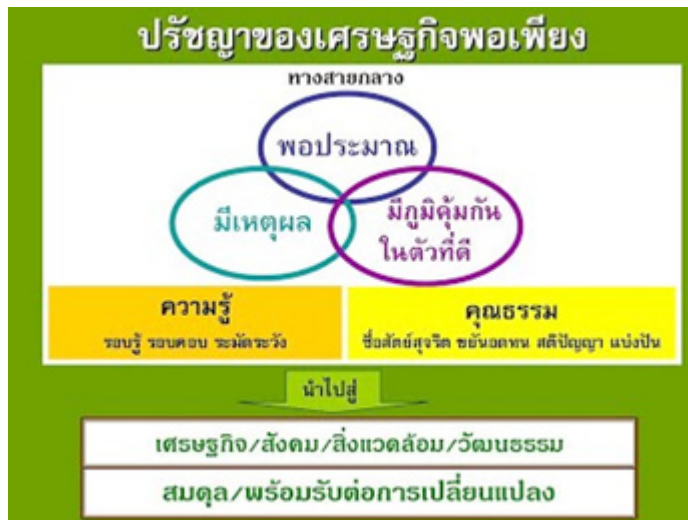 ปรัชญาของเศรษฐกิจพอเพียง
ทางสายกลาง
พอประมาณ
มีเหตุผล
มีภูมิคุ้มกัน
ในตัวที่ดี
ความรู้
รอบรู้ รอบคอบ ระมัดระวัง
คุณธรรม
ซื่อสัตย์สุจริต ขยันอดทน สติปัญญา แบ่งปัน
นำไปสู่
เศรษฐกิจ/สังคม/สิ่งแวดล้อม/วัฒนธรรม
สมดุล/พร้อมรับต่อการเปลี่ยนแปลง